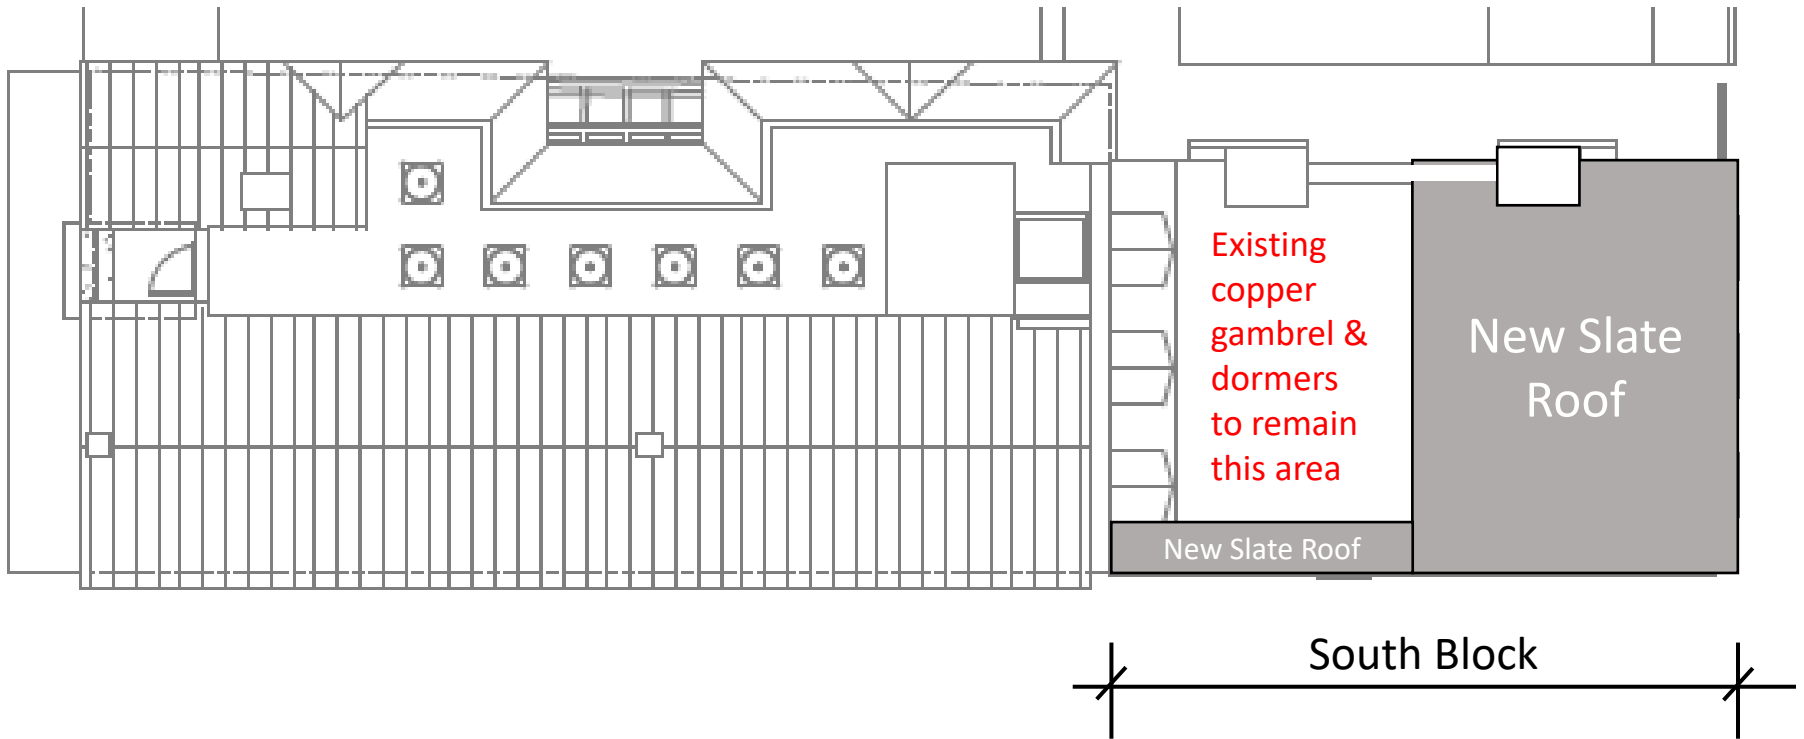 Existing
copper
gambrel &
dormers
to remain
this area
New Slate
Roof
New Slate Roof
South Block